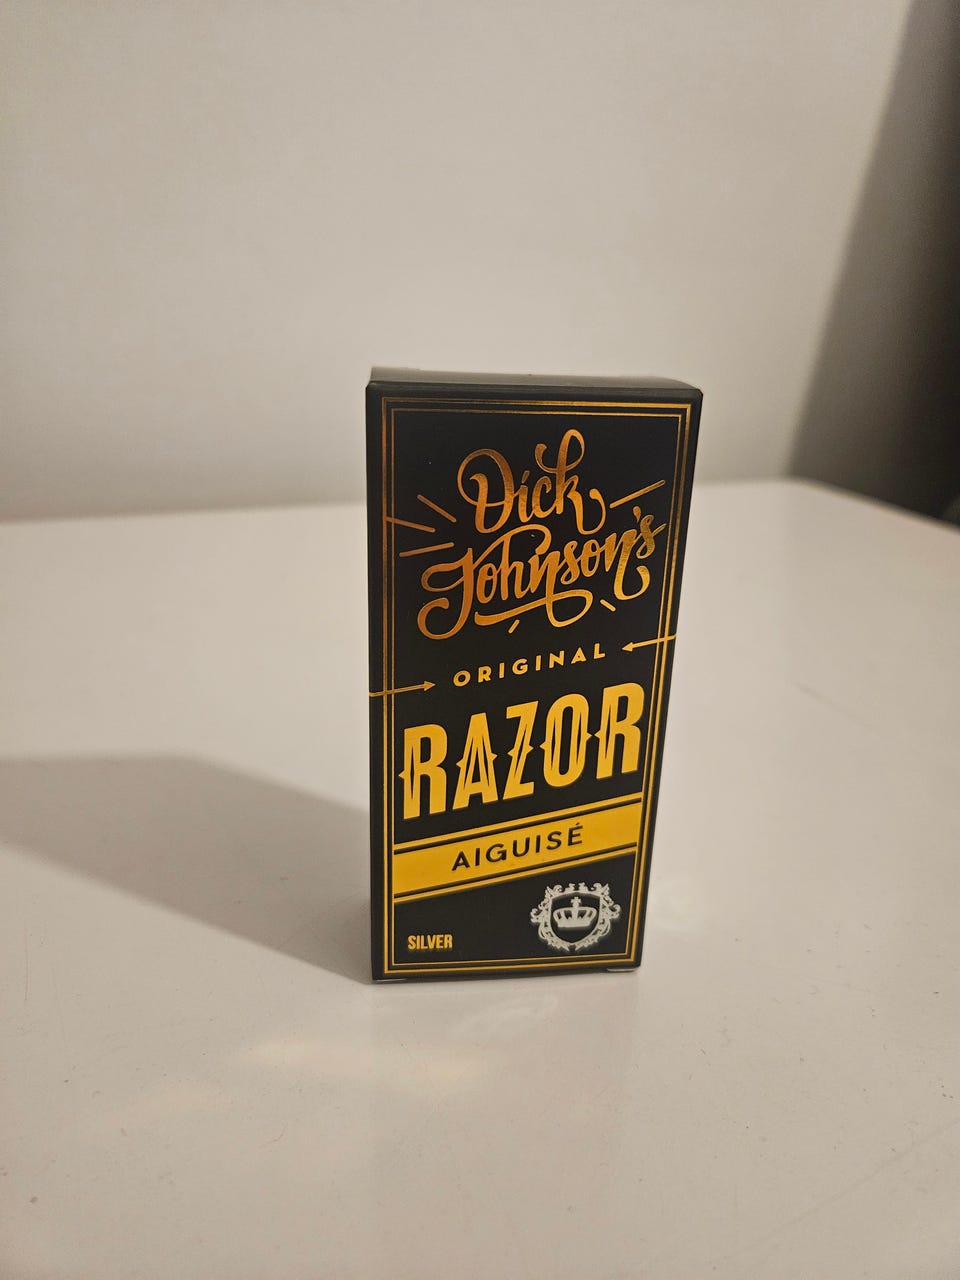 Dick
Johnson's
ORIGINAL
RAZOR
AIGUISÉ
SILVER